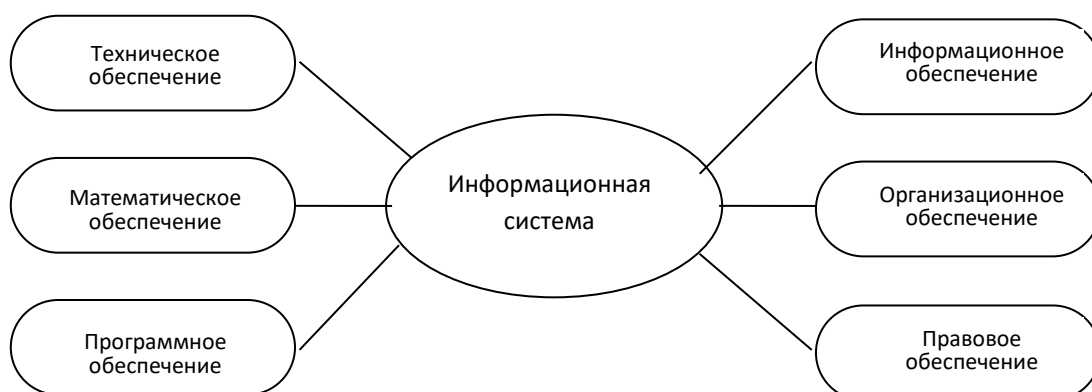 Техническое
обеспечение
Информационное
обеспечение
Математическое
обеспечение
Информационная
система
Организационное
обеспечение
Программное
обеспечение
Правовое
обеспечение